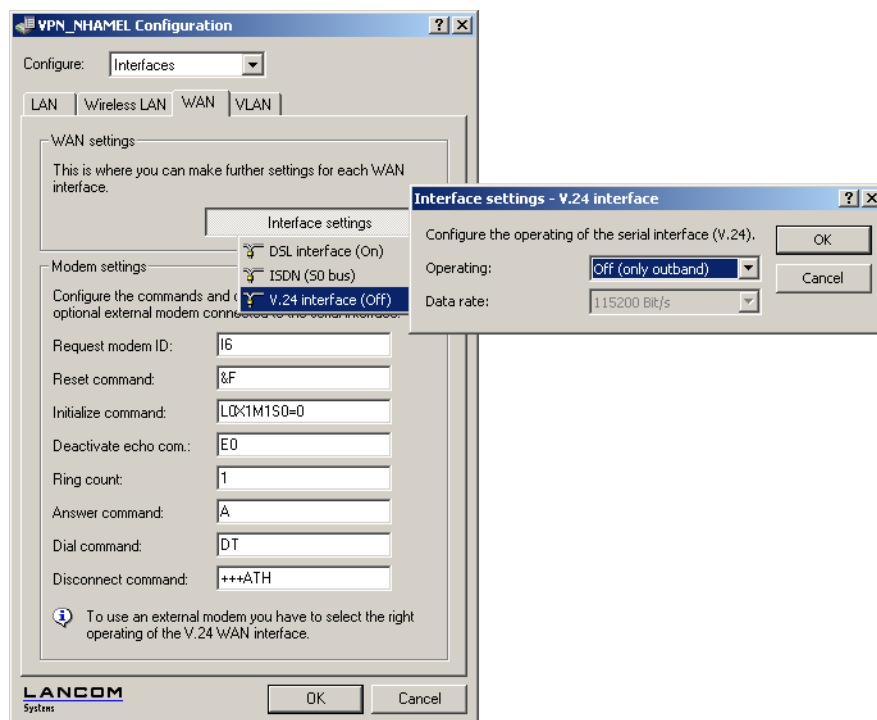 VPN_NHAMEL Configuration
Configure: Interfaces
LAN Wireless LAN WAN VLAN
WAN settings
This is where you can make further settings for each WAN
interface.
Interface settings
DSL interface (On)
ISDN (S0 bus)
V.24 interface (Off)
Modem settings
Configure the commands and
optional external modem connected to the serial interface.
Request modem ID: I6
Reset command: &F
Initialize command: L0X1M1S0=0
Deactivate echo com.: E0
Ring count: 1
Answer command: A
Dial command: DT
Disconnect command: +++ATH
To use an external modem you have to select the right
operating of the V.24 WAN interface.
LANCOM
Systems
OK Cancel
Interface settings - V.24 interface
Configure the operating of the serial interface (V.24).
Operating: Off (only outband)
Data rate: 115200 Bit/s
OK
Cancel